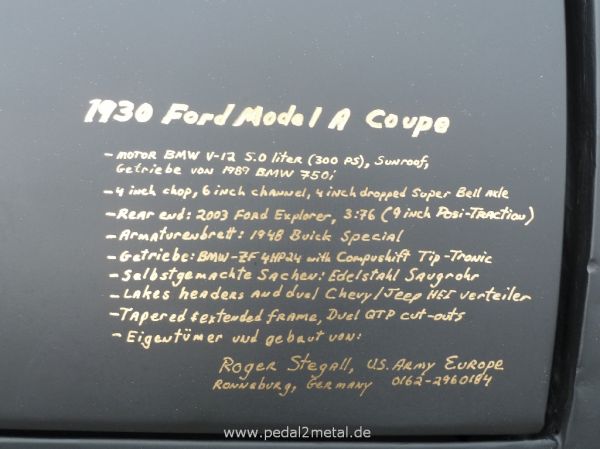 1930 Ford Model A Coupe
- MOTOR BMW V-12 5.0 liter (300 PS), Sunroof,
Getriebe von 1989 BMW 750i
- 4 inch chop, 6 inch channel, 4 inch dropped Super Bell Axle
- Rear end: 2003 Ford Explorer, 3:76 (9 inch Posi-Traction)
- Armaturenbrett: 1948 Buick Special
- Getriebe: BMW-ZF 4HP24 with Compushift Tip-Tronic
- Selbstgemachte Sachen: Edelstahl Saugrohr
- Lakes headers and duel Chevy/Jeep HEI verteiler
- Tapered & extended frame, Duel QTP cut-outs
- Eigentümer und gebaut von:
Roger Stegall, U.S. Army Europe
Ronneburg, Germany 0162-2960184
www.pedal2metal.de